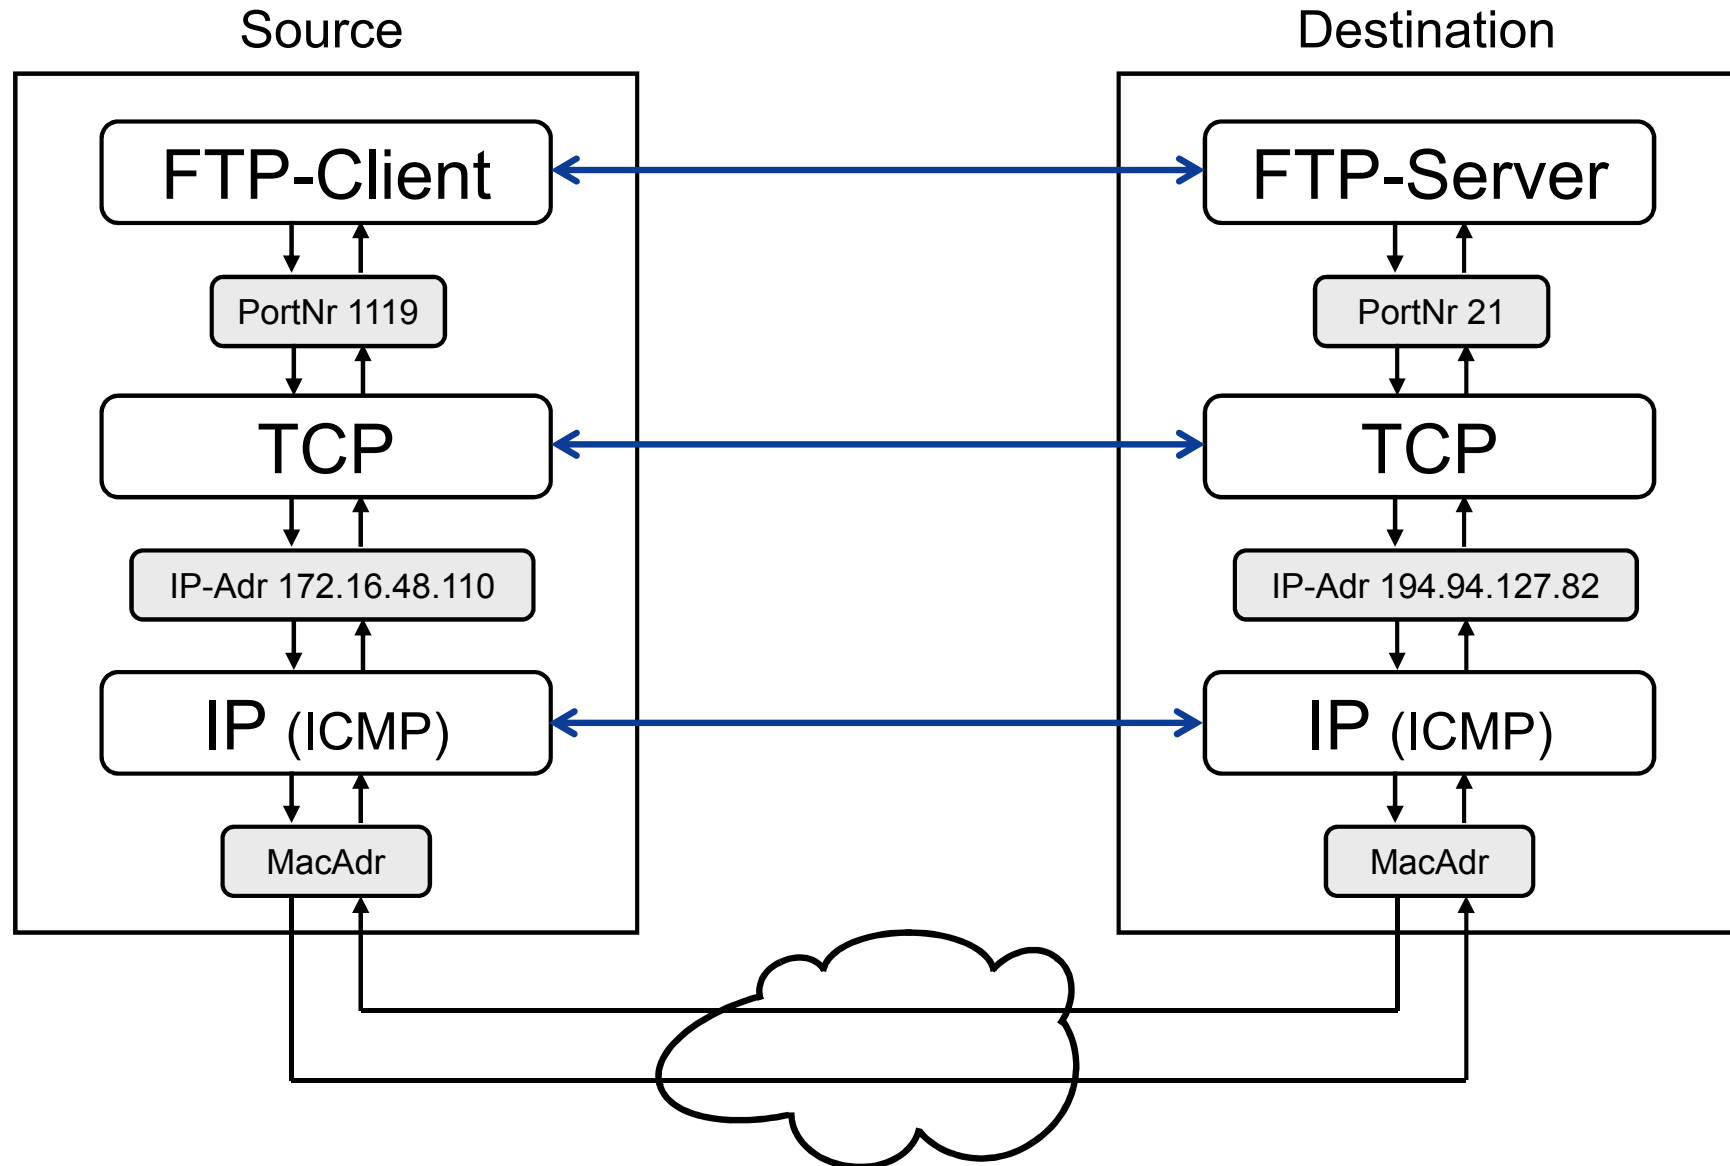 Source
Destination
FTP-Client
FTP-Server
PortNr 1119
PortNr 21
TCP
TCP
IP-Adr 172.16.48.110
IP-Adr 194.94.127.82
IP (ICMP)
IP (ICMP)
MacAdr
MacAdr